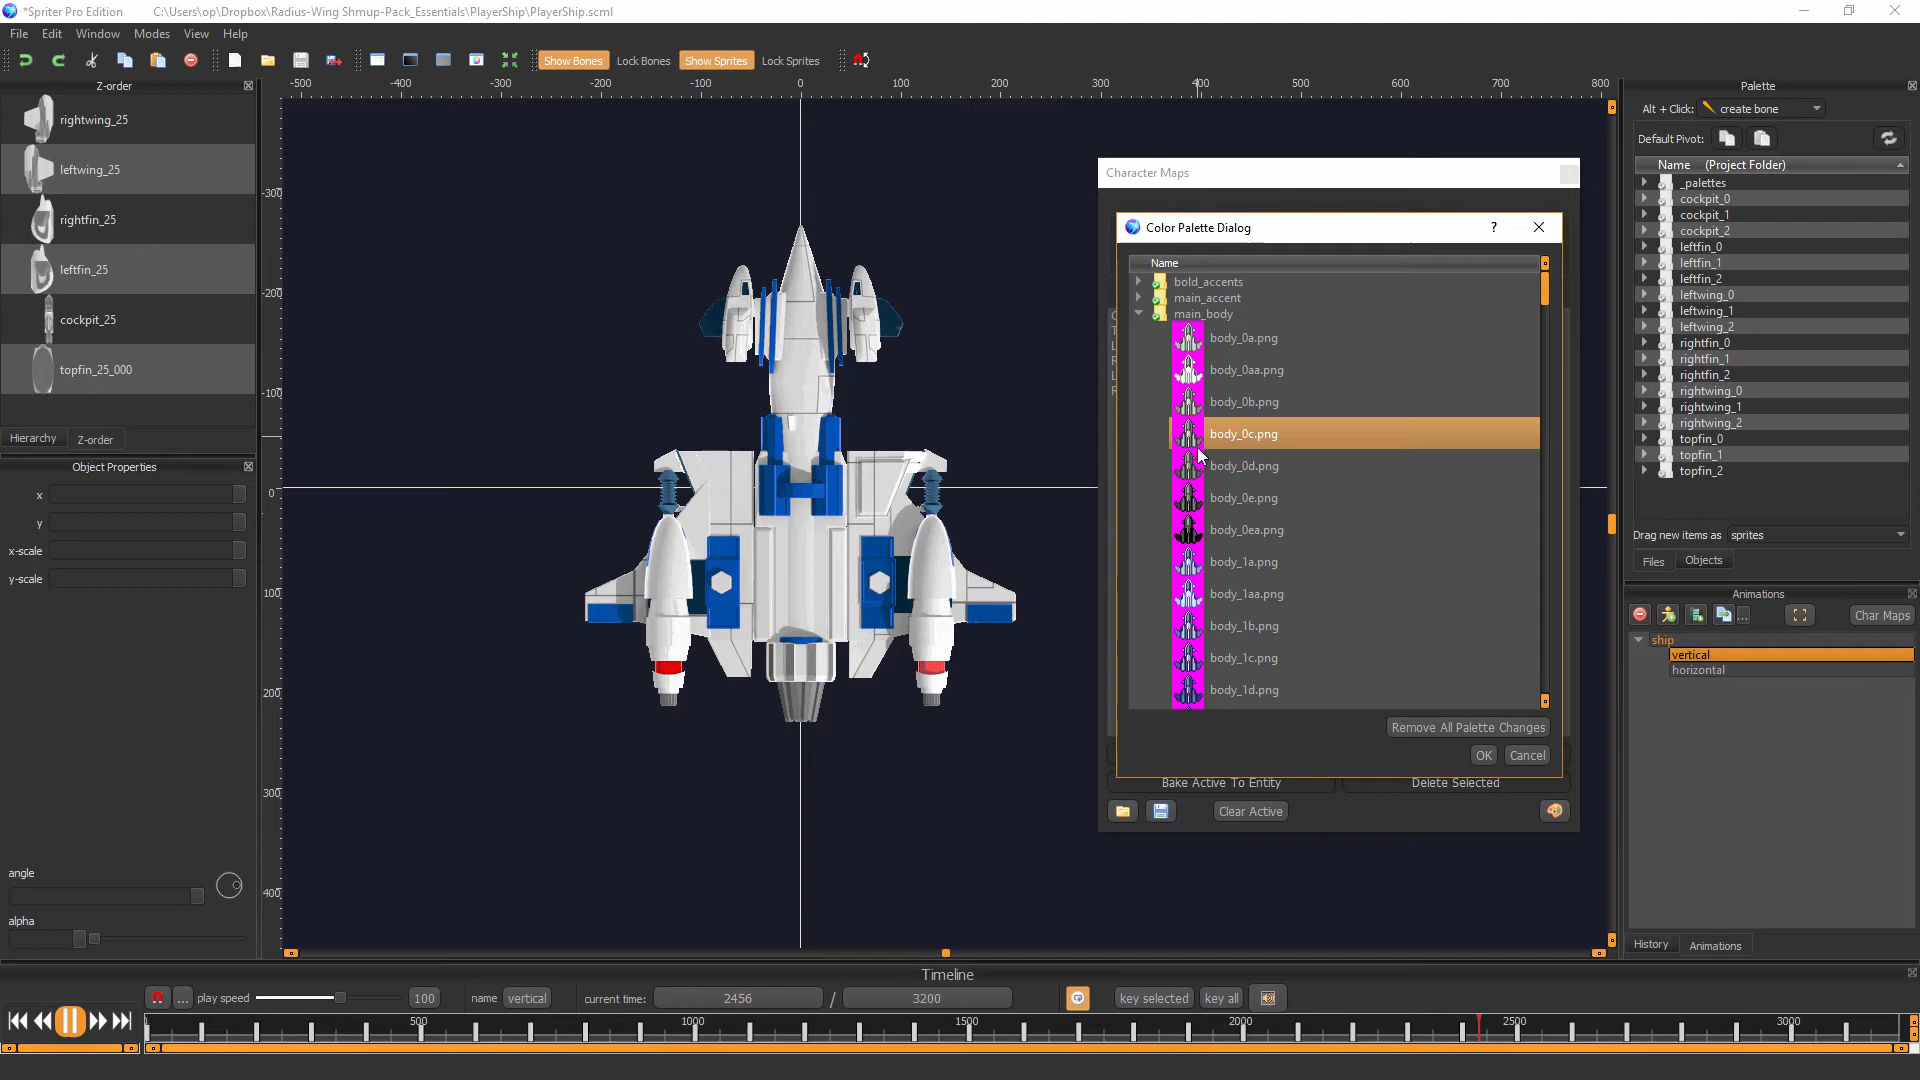 *Spriter Pro Edition C:\Users\op\Dropbox\Radius-Wing Shmup-Pack_Essentials\PlayerShip\PlayerShip.scml
File Edit Window Modes View Help
Show Bones Lock Bones Show Sprites Lock Sprites
Z-order
rightwing_25
leftwing_25
rightfin_25
leftfin_25
cockpit_25
topfin_25_000
Hierarchy Z-order
Object Properties
x
y
x-scale
y-scale
angle
alpha
-500 -400 -300 -200 -100 0 100 200 300 400 500 600 700 800
-300
-200
-100
0
100
200
300
400
Character Maps
Color Palette Dialog ?
Name
bold_accents
main_accent
main_body
body_0a.png
body_0aa.png
body_0b.png
body_0c.png
body_0d.png
body_0e.png
body_0ea.png
body_1a.png
body_1aa.png
body_1b.png
body_1c.png
body_1d.png
Remove All Palette Changes
OK Cancel
Bake Active To Entity Delete Selected
Clear Active
Palette
Alt + Click: create bone
Default Pivot:
Name (Project Folder)
_palettes
cockpit_0
cockpit_1
cockpit_2
leftfin_0
leftfin_1
leftfin_2
leftwing_0
leftwing_1
leftwing_2
rightfin_0
rightfin_1
rightfin_2
rightwing_0
rightwing_1
rightwing_2
topfin_0
topfin_1
topfin_2
Drag new items as sprites
Files Objects
Animations
... Char Maps
ship
vertical
horizontal
History Animations
Timeline
... play speed 100 name vertical current time: 2456 / 3200 key selected key all
500 1000 1500 2000 2500 3000